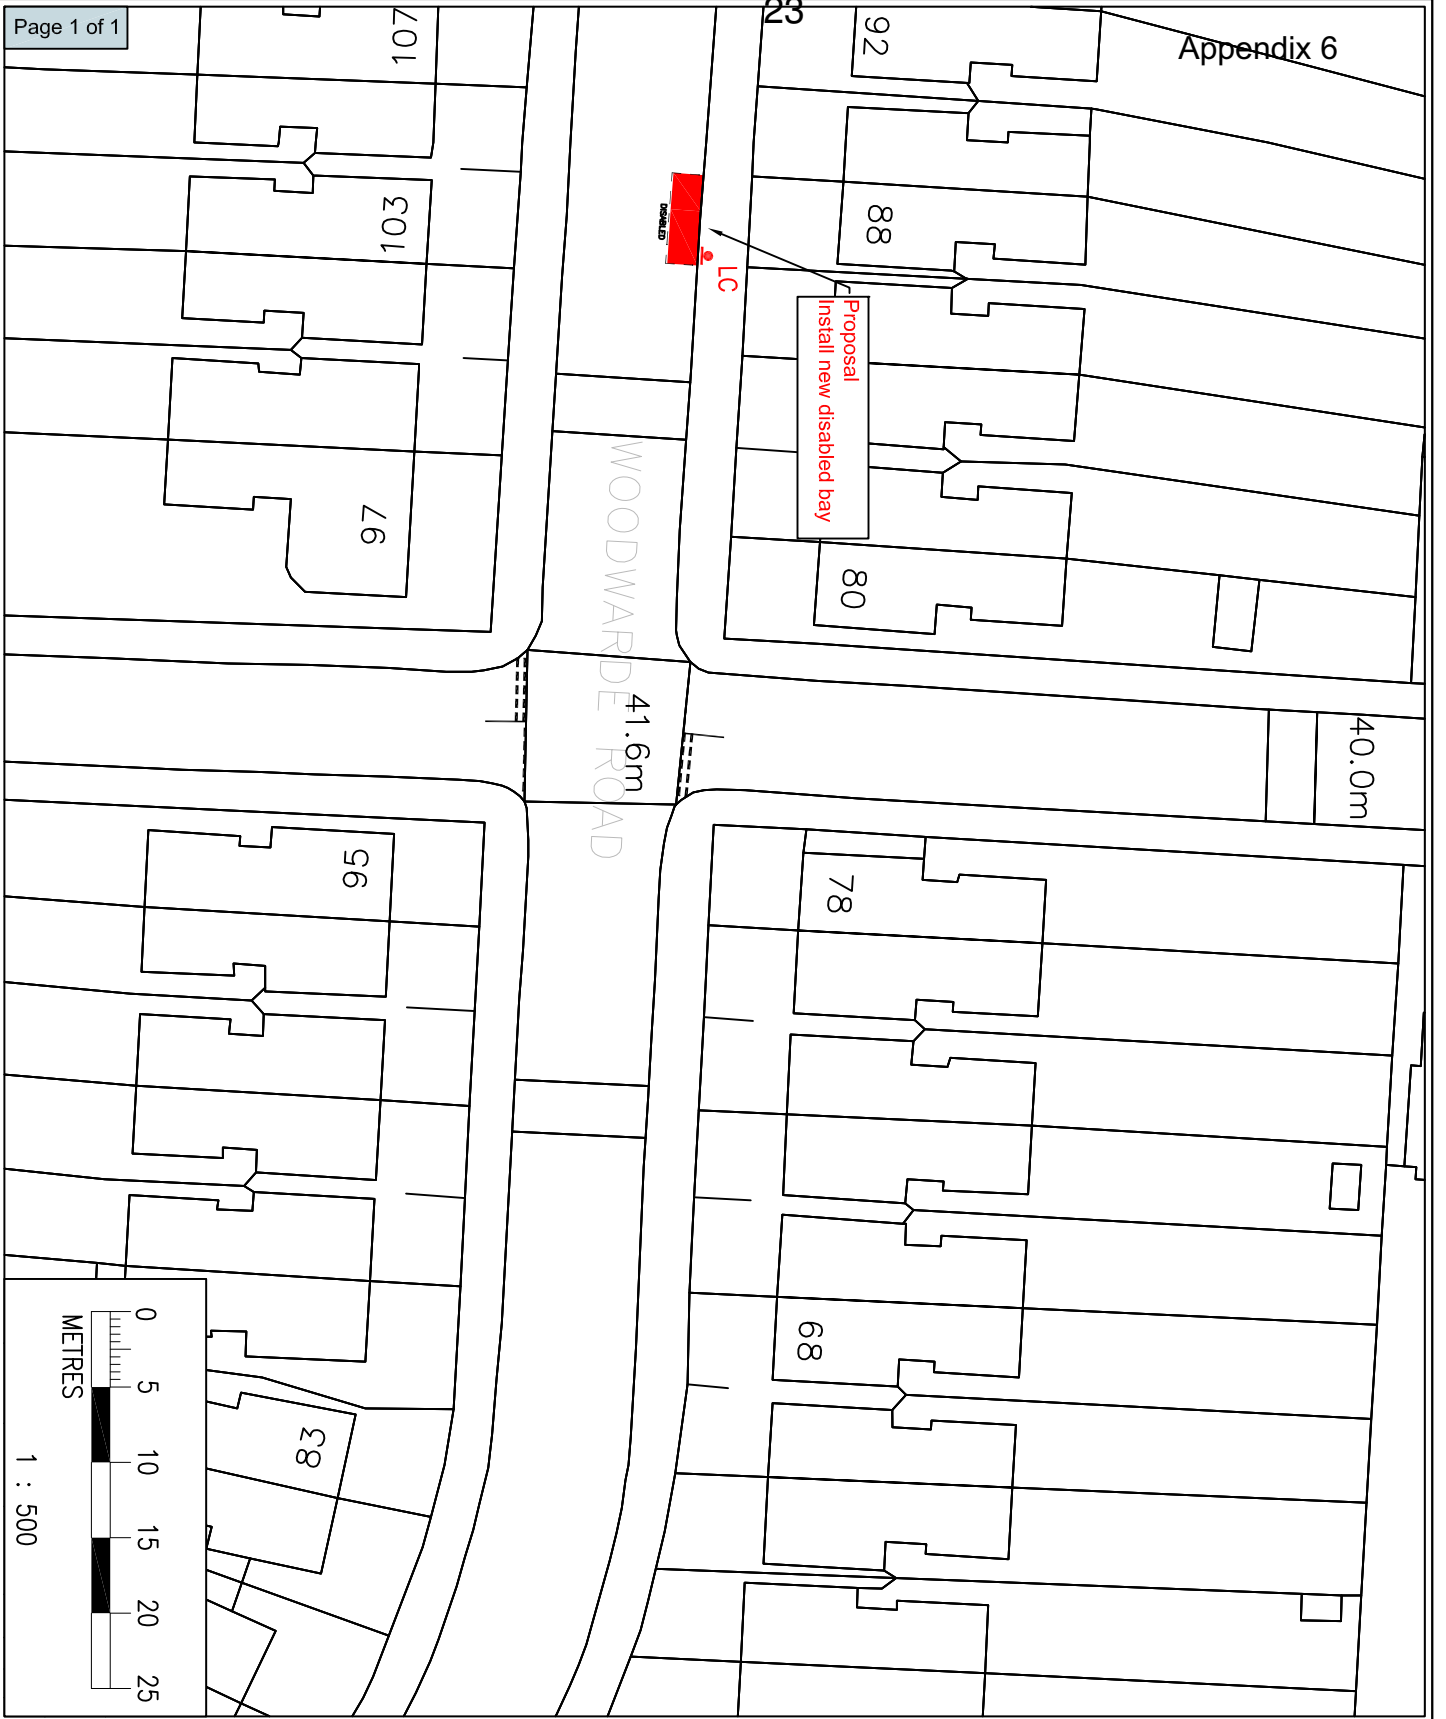 23
Page 1 of 1
Appendix 6
107
92
103
88
DISABLED
LC
Proposal
Install new disabled bay
97
80
WOODWARDE ROAD
41.6m
40.0m
95
78
68
83
0 5 10 15 20 25
METRES
1 : 500